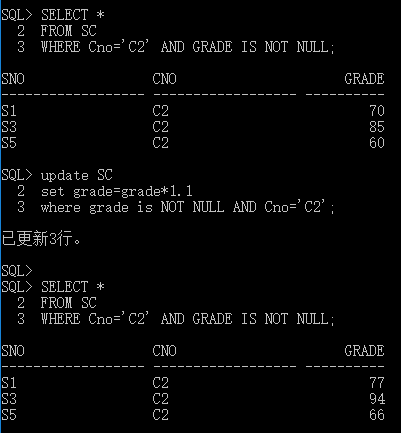 SQL> SELECT *
  2  FROM SC
  3  WHERE Cno='C2' AND GRADE IS NOT NULL;
SNO                CNO                     GRADE
------------------ ------------------ ----------
S1                 C2                         70
S3                 C2                         85
S5                 C2                         60
SQL> update SC
  2  set grade=grade*1.1
  3  where grade is NOT NULL AND Cno='C2';
已更新3行。
SQL>
SQL> SELECT *
  2  FROM SC
  3  WHERE Cno='C2' AND GRADE IS NOT NULL;
SNO                CNO                     GRADE
------------------ ------------------ ----------
S1                 C2                         77
S3                 C2                         94
S5                 C2                         66